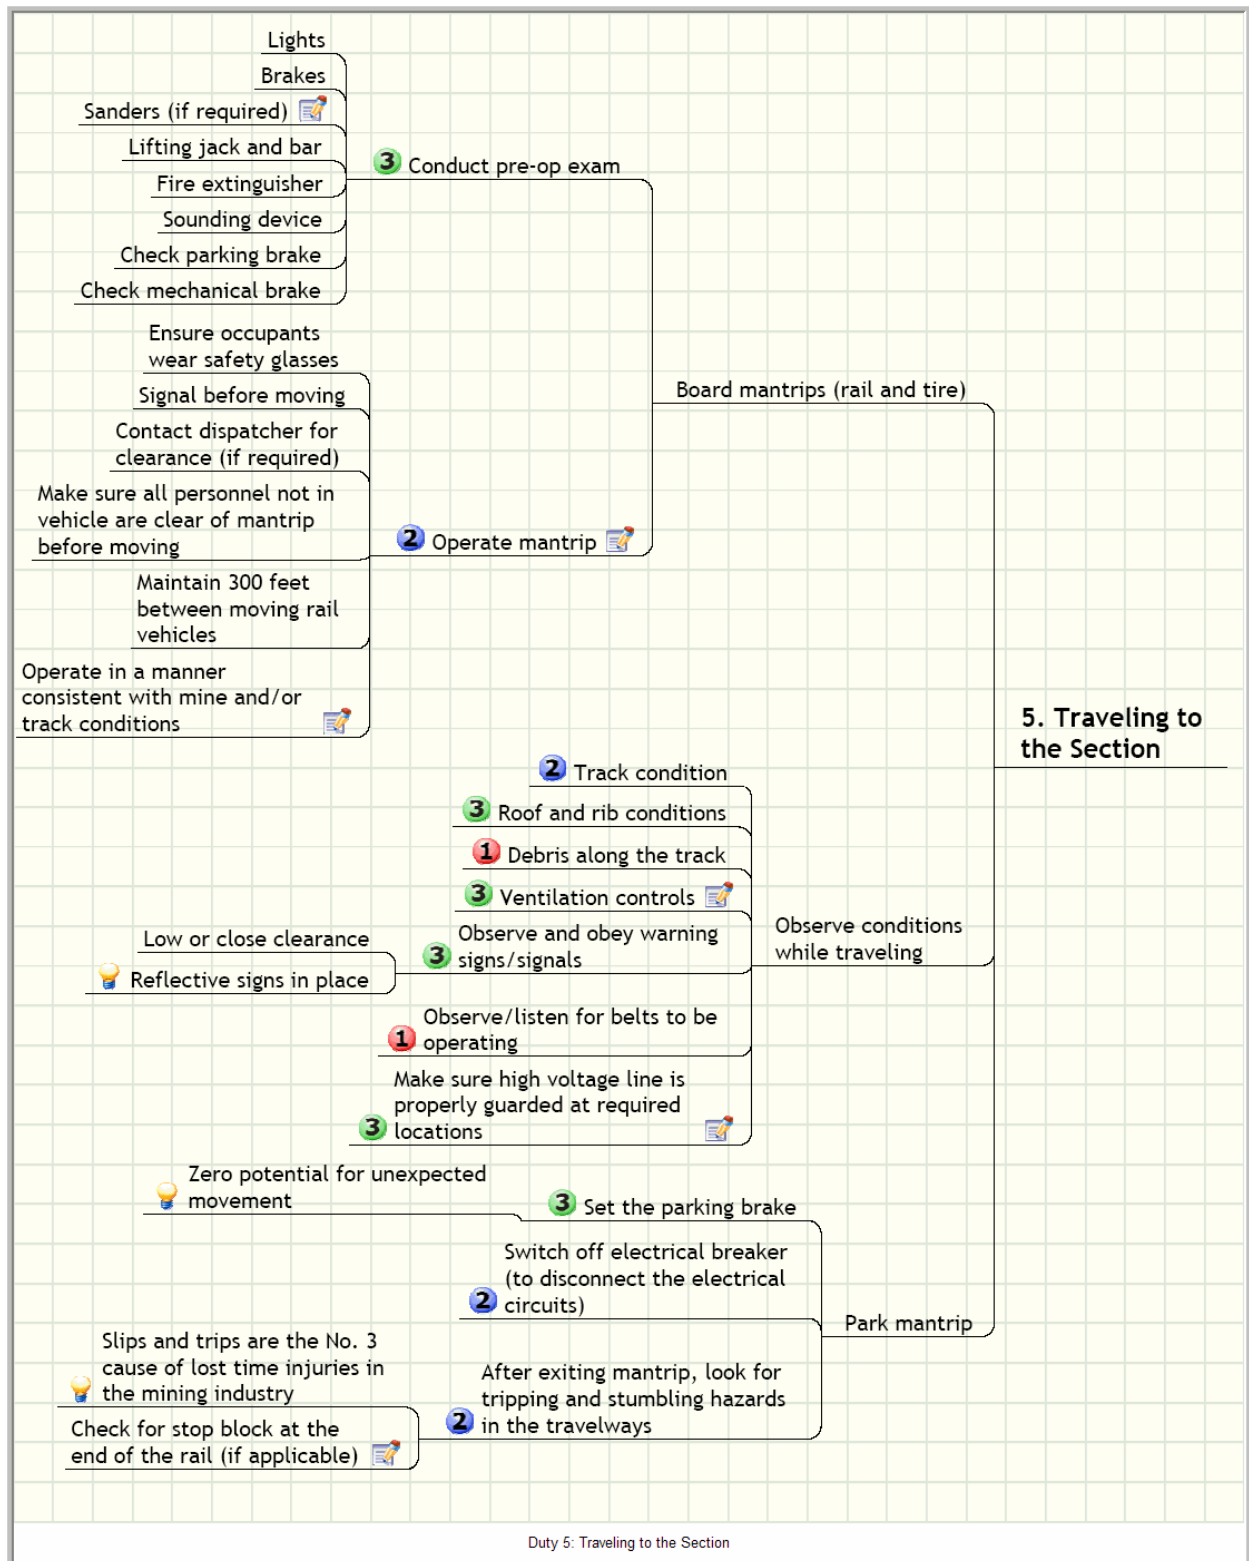 Lights
Brakes
Sanders (if required)
Lifting jack and bar
3 Conduct pre-op exam
Fire extinguisher
Sounding device
Check parking brake
Check mechanical brake
Ensure occupants
wear safety glasses
Signal before moving
Board mantrips (rail and tire)
Contact dispatcher for
clearance (if required)
Make sure all personnel not in
vehicle are clear of mantrip
before moving
2 Operate mantrip
Maintain 300 feet
between moving rail
vehicles
Operate in a manner
consistent with mine and/or
track conditions
5. Traveling to
the Section
2 Track condition
3 Roof and rib conditions
1 Debris along the track
3 Ventilation controls
Observe and obey warning
3 signs/signals
Low or close clearance
Reflective signs in place
Observe conditions
while traveling
Observe/listen for belts to be
1 operating
Make sure high voltage line is
properly guarded at required
3 locations
Zero potential for unexpected
movement
3 Set the parking brake
Switch off electrical breaker
(to disconnect the electrical
2 circuits)
Park mantrip
Slips and trips are the No. 3
cause of lost time injuries in
the mining industry
After exiting mantrip, look for
tripping and stumbling hazards
2 in the travelways
Check for stop block at the
end of the rail (if applicable)
Duty 5: Traveling to the Section